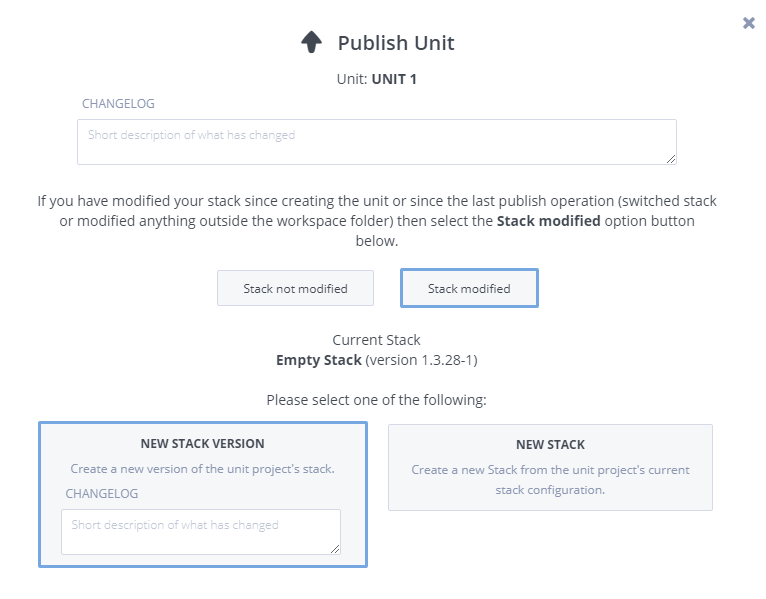 Publish Unit
Unit: UNIT 1
CHANGELOG
Short description of what has changed
If you have modified your stack since creating the unit or since the last publish operation (switched stack
or modified anything outside the workspace folder) then select the Stack modified option button
below.
Stack not modified
Stack modified
Current Stack
Empty Stack (version 1.3.28-1)
Please select one of the following:
NEW STACK VERSION
Create a new version of the unit project's stack.
CHANGELOG
Short description of what has changed
NEW STACK
Create a new Stack from the unit project's current
stack configuration.